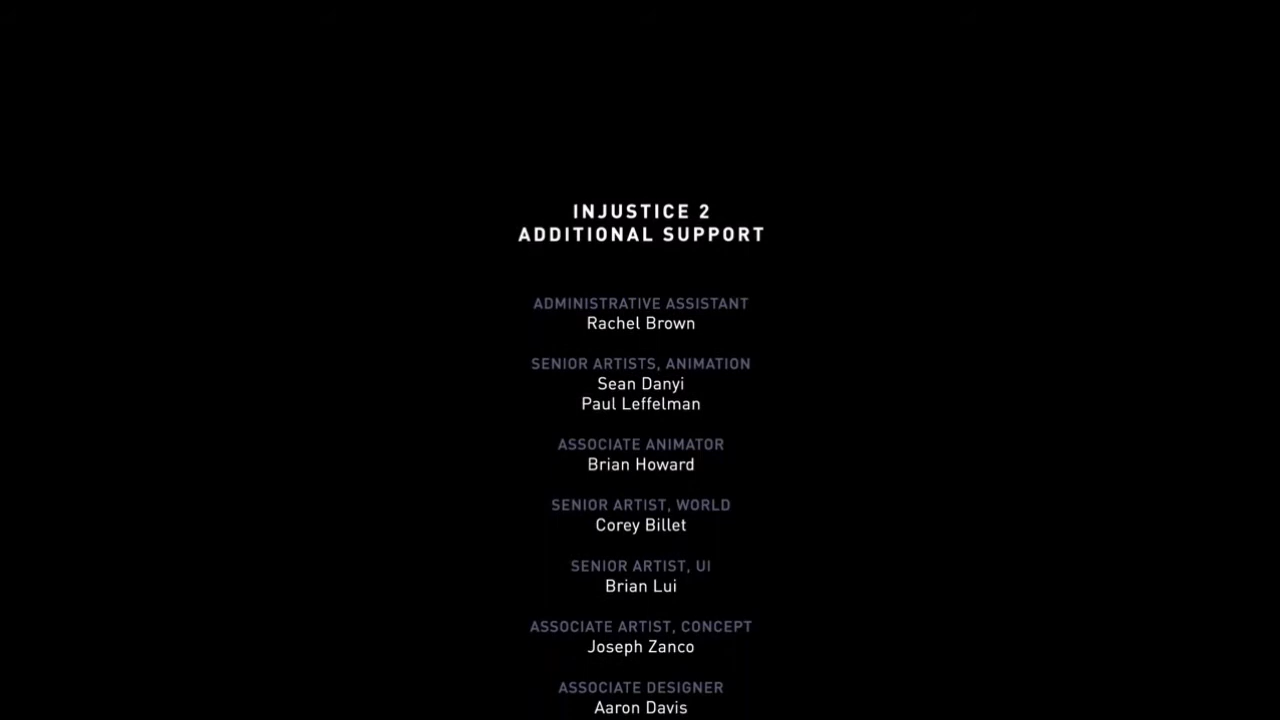 INJUSTICE 2
ADDITIONAL SUPPORT
ADMINISTRATIVE ASSISTANT
Rachel Brown
SENIOR ARTISTS, ANIMATION
Sean Danyi
Paul Leffelman
ASSOCIATE ANIMATOR
Brian Howard
SENIOR ARTIST, WORLD
Corey Billet
SENIOR ARTIST, UI
Brian Lui
ASSOCIATE ARTIST, CONCEPT
Joseph Zanco
ASSOCIATE DESIGNER
Aaron Davis